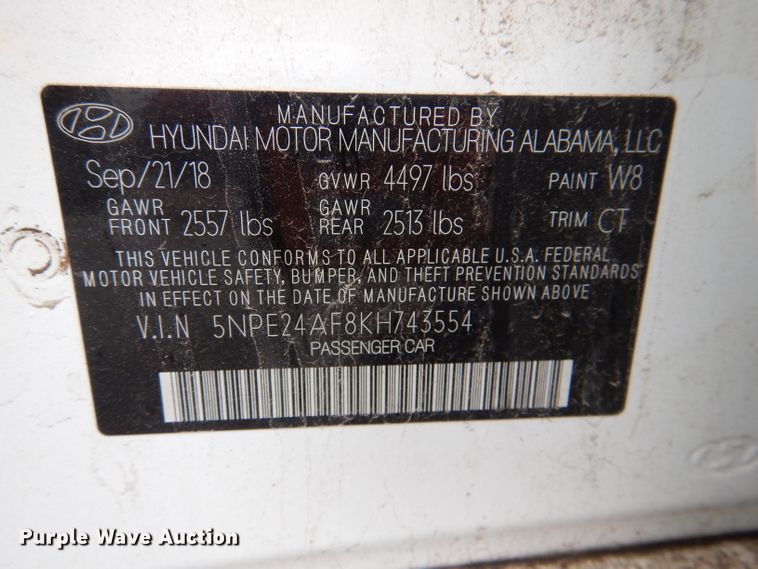 MANUFACTURED BY
HYUNDAI MOTOR MANUFACTURING ALABAMA, LLC
Sep/21/18 GVWR 4497 lbs PAINT W8
GAWR FRONT 2557 lbs GAWR REAR 2513 lbs TRIM CT
THIS VEHICLE CONFORMS TO ALL APPLICABLE U.S.A. FEDERAL
MOTOR VEHICLE SAFETY, BUMPER, AND THEFT PREVENTION STANDARDS
IN EFFECT ON THE DATE OF MANUFACTURING SHOWN ABOVE
V.I.N 5NPE24AF8KH743554
PASSENGER CAR
Purple Wave Auction